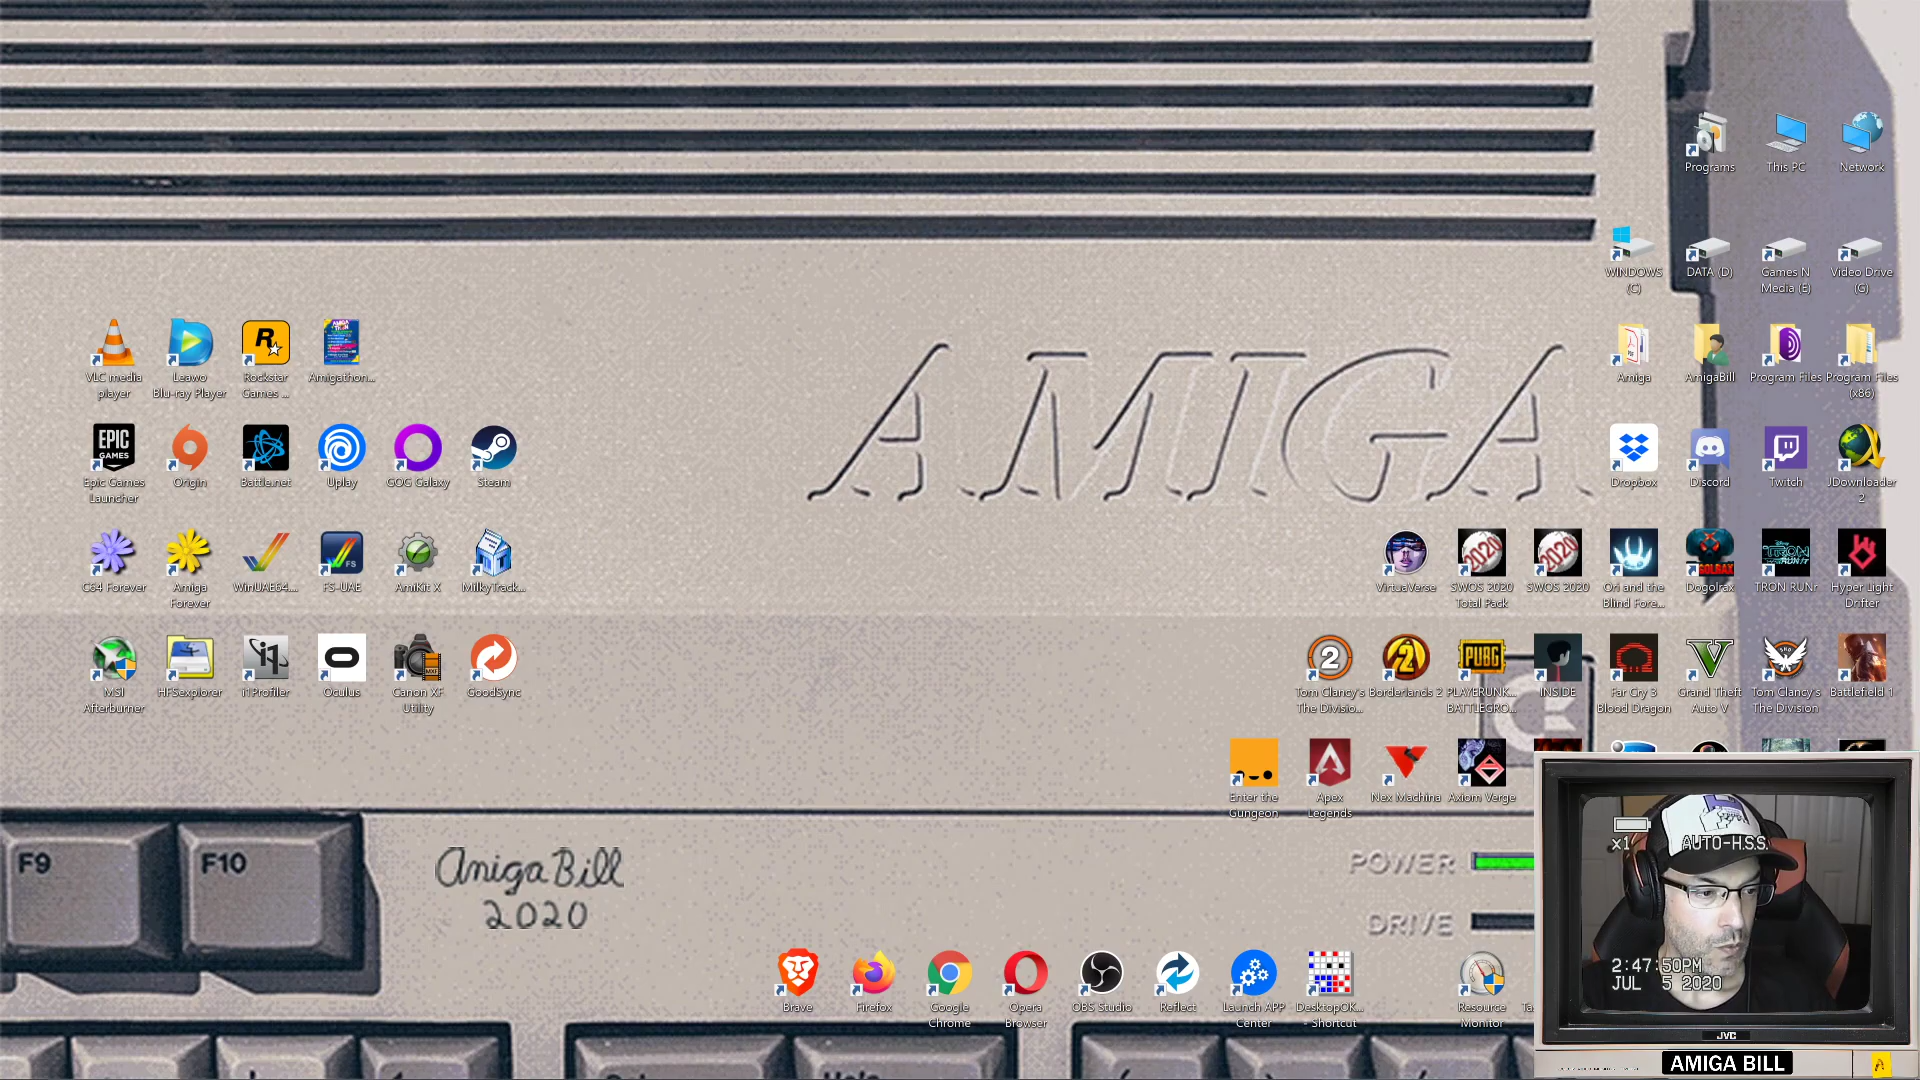 Programs
This PC
Network
WINDOWS
(C)
DATA (D)
Games N
Media (E)
Video Drive
(G)
VLC media
player
Leawo
Blu-ray Player
Rockstar
Games ...
Amigathon...
AMIGA
Amiga
AmigaBill
Program Files
Program Files
(x86)
EPIC
GAMES
Epic Games
Launcher
Origin
Battle.net
Uplay
GOG Galaxy
Steam
Dropbox
Discord
Twitch
JDownloader
2
C64 Forever
Amiga
Forever
WinUAE64....
FS
FS-UAE
AmiKit X
MilkyTrack...
VirtuaVerse
2020
SWOS 2020
Total Pack
2020
SWOS 2020
Ori and the
Blind Fore...
Dogolrax
TRON RUN/r
Hyper Light
Drifter
MSI
Afterburner
HFSexplorer
i1Profiler
Oculus
Canon XF
Utility
GoodSync
2
Tom Clancy's
The Divisio...
Borderlands 2
PUBG
PLAYERUNK...
BATTLEGRO...
INSIDE
Far Cry 3
Blood Dragon
Grand Theft
Auto V
Tom Clancy's
The Division
Battlefield 1
Enter the
Gungeon
Apex
Legends
Nex Machina
Axiom Verge
F9
F10
Amiga Bill
2020
POWER
DRIVE
x1
AUTO-H.S.S.
2:47:50PM
JUL 5 2020
JVC
AMIGA BILL
Brave
Firefox
Google
Chrome
Opera
Browser
OBS Studio
Reflect
Launch APP
Center
DesktopOK...
- Shortcut
Resource
Monitor